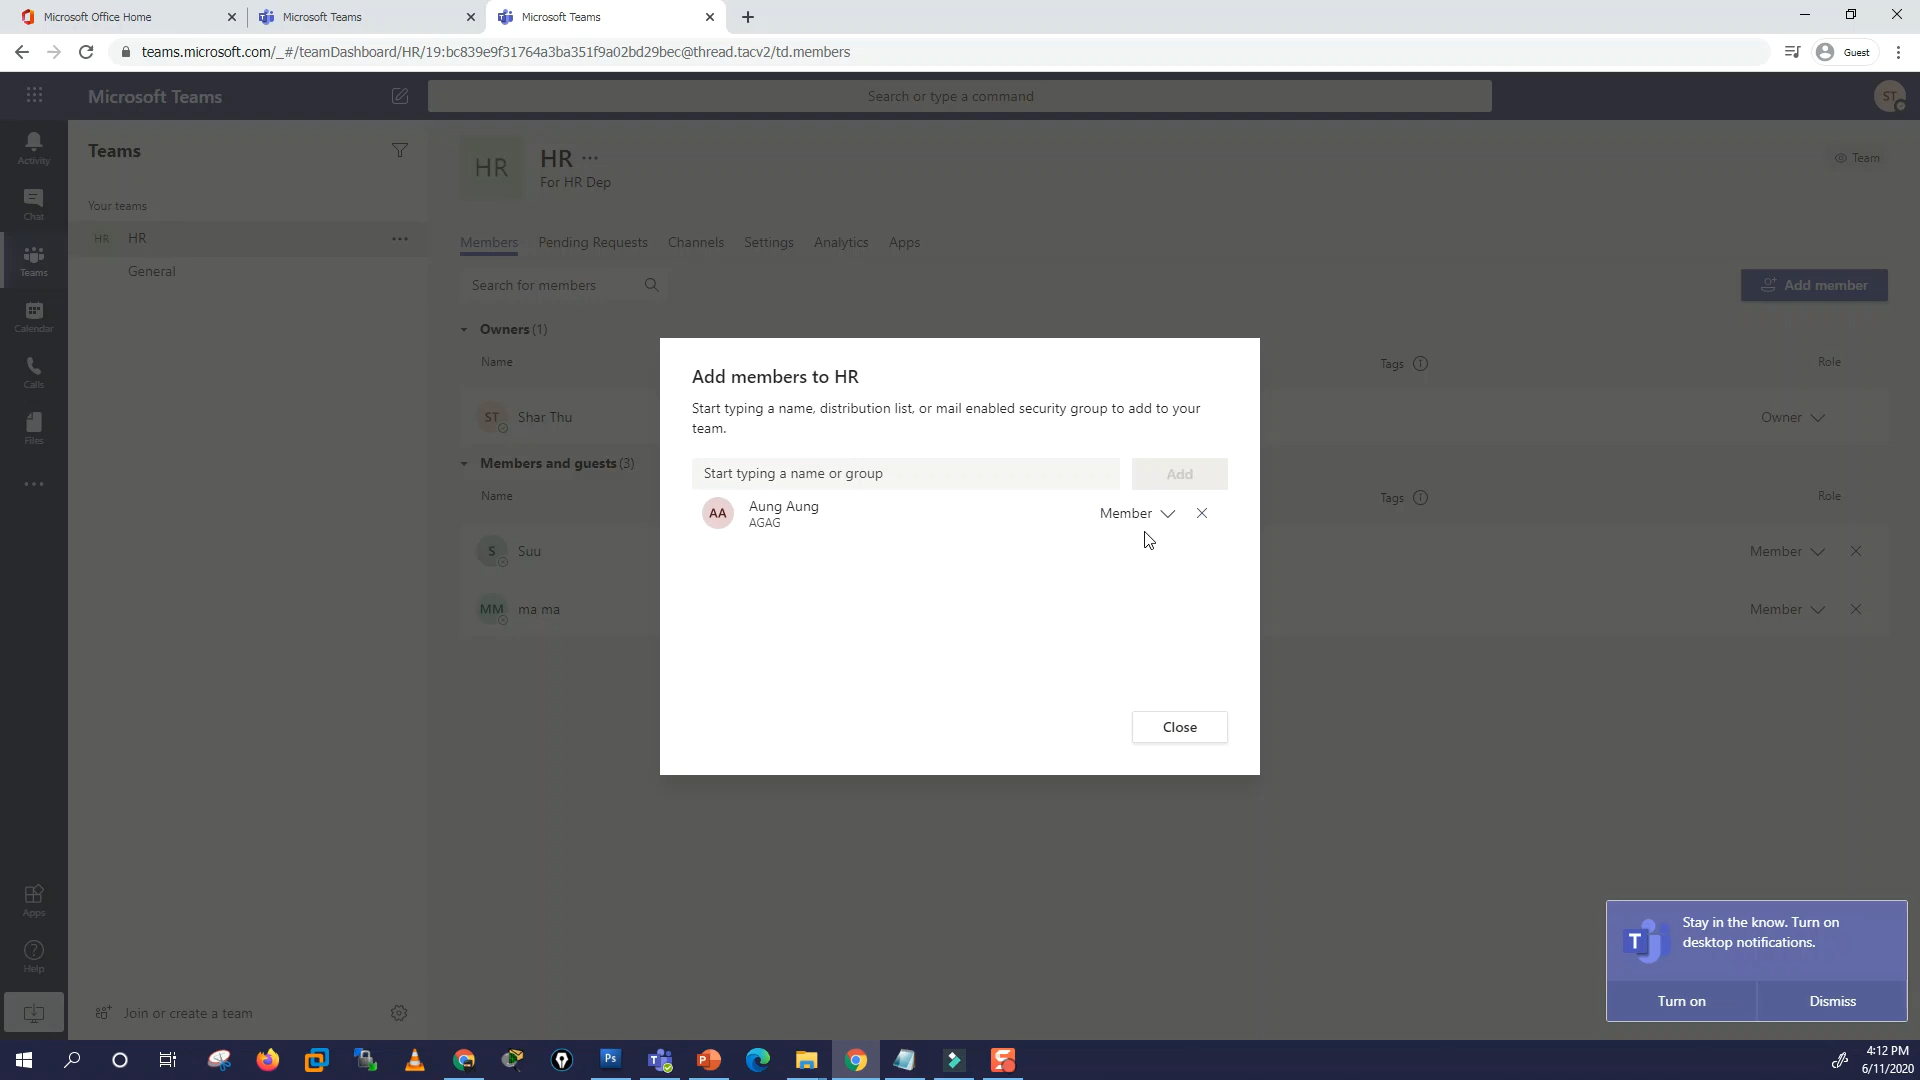 Microsoft Office Home
Microsoft Teams
Microsoft Teams
teams.microsoft.com/_#/teamDashboard/HR/19:bc839e9f31764a3ba351f9a02bd29bec@thread.tacv2/td.members
Guest
Microsoft Teams
Search or type a command
ST
Activity
Chat
Teams
Calendar
Calls
Files
Apps
Help
Teams
Your teams
HR HR
General
Join or create a team
HR
HR
For HR Dep
Team
Members Pending Requests Channels Settings Analytics Apps
Search for members
Add member
Owners (1)
Name Tags Role
ST Shar Thu Owner
Members and guests (3)
Name Tags Role
S Suu Member
MM ma ma Member
Add members to HR
Start typing a name, distribution list, or mail enabled security group to add to your
team.
Start typing a name or group
Add
AA
Aung Aung
AGAG
Member
Close
Stay in the know. Turn on
desktop notifications.
T
Turn on
Dismiss
Ps
4:12 PM
6/11/2020